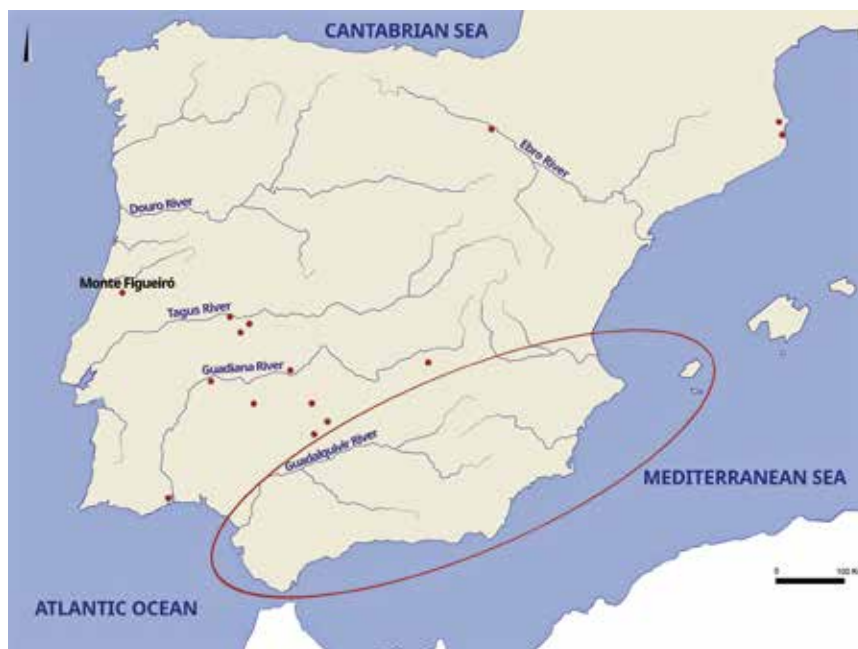 CANTABRIAN SEA
Ebro River
Douro River
Monte Figueiró
Tagus River
Guadiana River
Guadalquivir River
MEDITERRANEAN SEA
0 100 K
ATLANTIC OCEAN